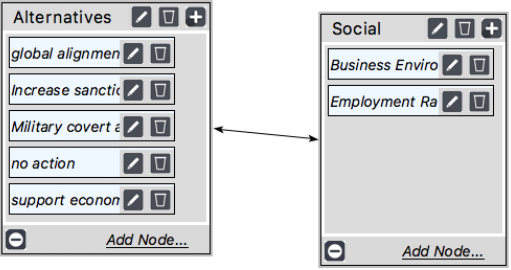 Alternatives
global alignmen
Increase sanctic
Military covert a
no action
support econom
Add Node...
Social
Business Enviro
Employment Ra
Add Node...